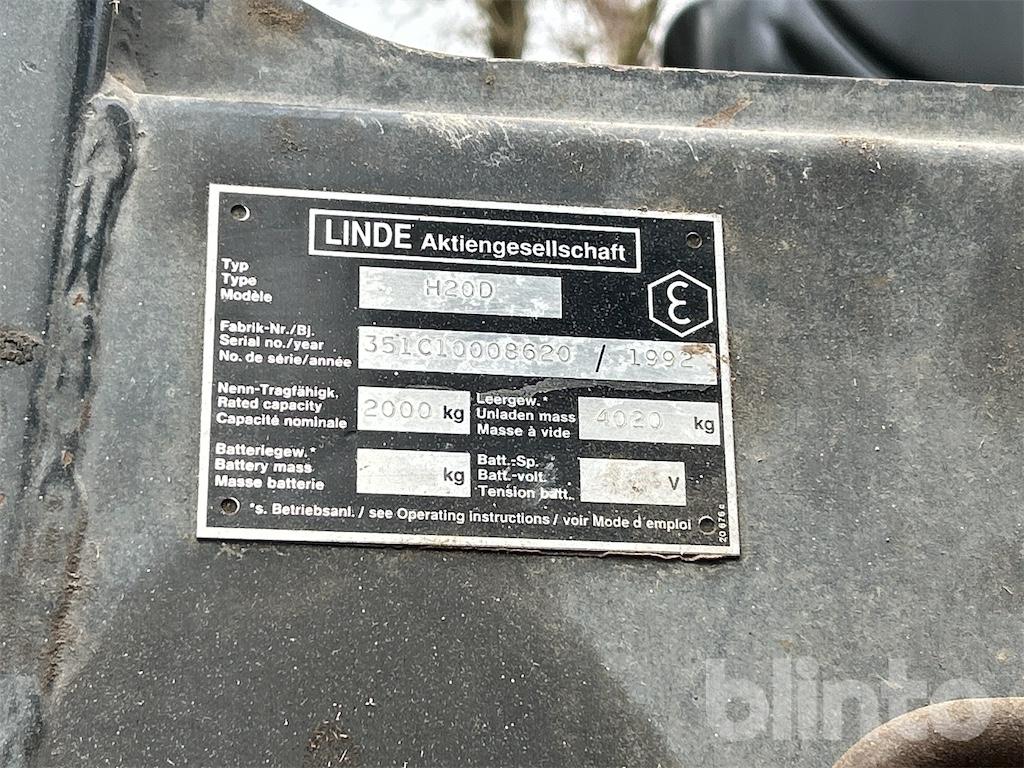 LINDE Aktiengesellschaft
Typ
Type
Modèle
H20D
ε
Fabrik-Nr./Bj.
Serial no./year
No. de série/année
351C10008620 / 1992
Nenn-Tragfähigk.
Rated capacity
Capacité nominale
2000 kg
Leergew.*
Unladen mass
Masse à vide
4020 kg
Batteriegew.*
Battery mass
Masse batterie
kg
Batt.-Sp.
Batt.-volt.
Tension batt.
V
*s. Betriebsanl. / see Operating instructions / voir Mode d'emploi
20 676 c
blinto